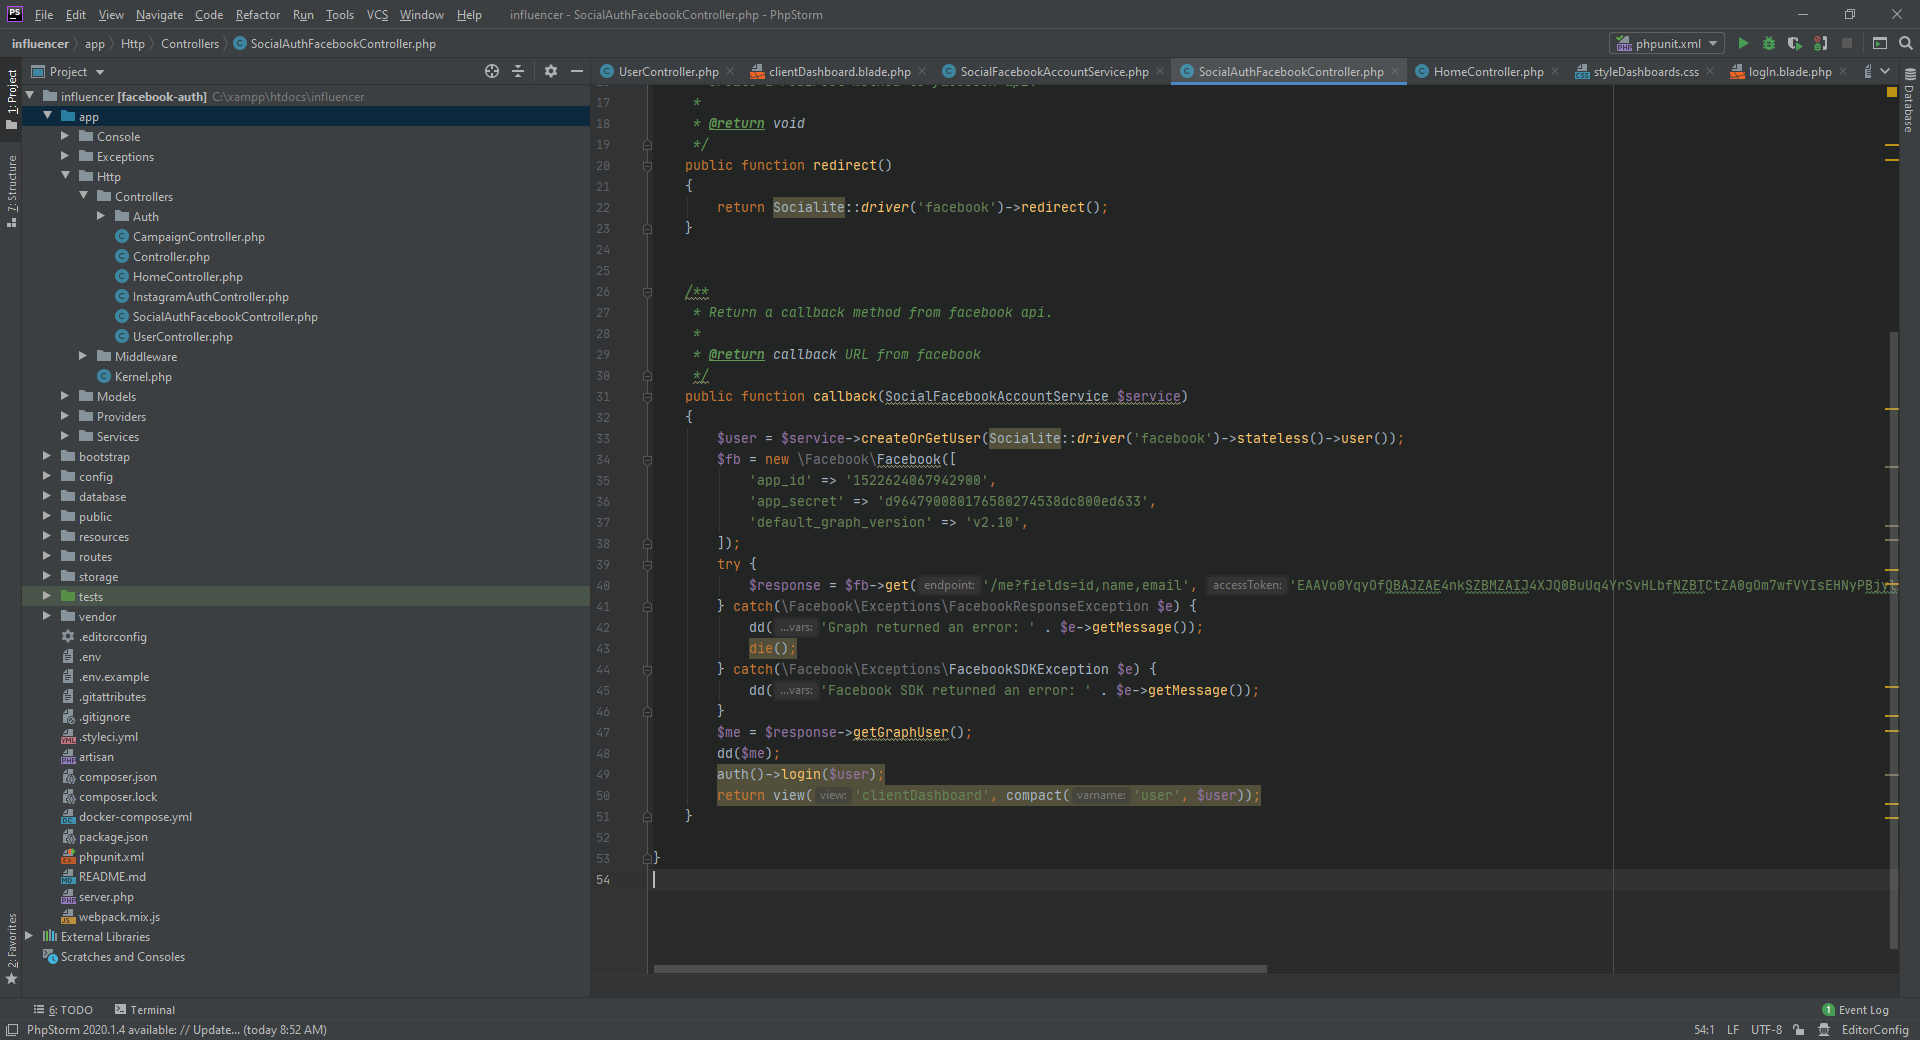 File Edit View Navigate Code Refactor Run Tools VCS Window Help influencer - SocialAuthFacebookController.php - PhpStorm
influencer app Http Controllers SocialAuthFacebookController.php phpunit.xml
Project
UserController.php clientDashboard.blade.php SocialFacebookAccountService.php SocialAuthFacebookController.php HomeController.php styleDashboards.css logIn.blade.php
1: Project
7: Structure
2: Favorites
Database
influencer [facebook-auth] C:\xampp\htdocs\influencer
app
Console
Exceptions
Http
Controllers
Auth
CampaignController.php
Controller.php
HomeController.php
InstagramAuthController.php
SocialAuthFacebookController.php
UserController.php
Middleware
Kernel.php
Models
Providers
Services
bootstrap
config
database
public
resources
routes
storage
tests
vendor
.editorconfig
.env
.env.example
.gitattributes
.gitignore
.styleci.yml
artisan
composer.json
composer.lock
docker-compose.yml
package.json
phpunit.xml
README.md
server.php
webpack.mix.js
External Libraries
Scratches and Consoles
17 *
18 * @return void
19 */
20 public function redirect()
21 {
22 return Socialite::driver('facebook')->redirect();
23 }
24
25
26 /**
27 * Return a callback method from facebook api.
28 *
29 * @return callback URL from facebook
30 */
31 public function callback(SocialFacebookAccountService $service)
32 {
33 $user = $service->createOrGetUser(Socialite::driver('facebook')->stateless()->user());
34 $fb = new \Facebook\Facebook([
35 'app_id' => '1522624067942900',
36 'app_secret' => 'd964790080176580274538dc800ed633',
37 'default_graph_version' => 'v2.10',
38 ]);
39 try {
40 $response = $fb->get( endpoint: '/me?fields=id,name,email', accessToken:
41 } catch(\Facebook\Exceptions\FacebookResponseException $e) {
42 dd( ...vars: 'Graph returned an error: ' . $e->getMessage());
43 die();
44 } catch(\Facebook\Exceptions\FacebookSDKException $e) {
45 dd( ...vars: 'Facebook SDK returned an error: ' . $e->getMessage());
46 }
47 $me = $response->getGraphUser();
48 dd($me);
49 auth()->login($user);
50 return view( view: 'clientDashboard', compact( varname: 'user', $user));
51 }
52
53 }
54
6: TODO Terminal Event Log
PhpStorm 2020.1.4 available: // Update... (today 8:52 AM) 54:1 LF UTF-8 EditorConfig